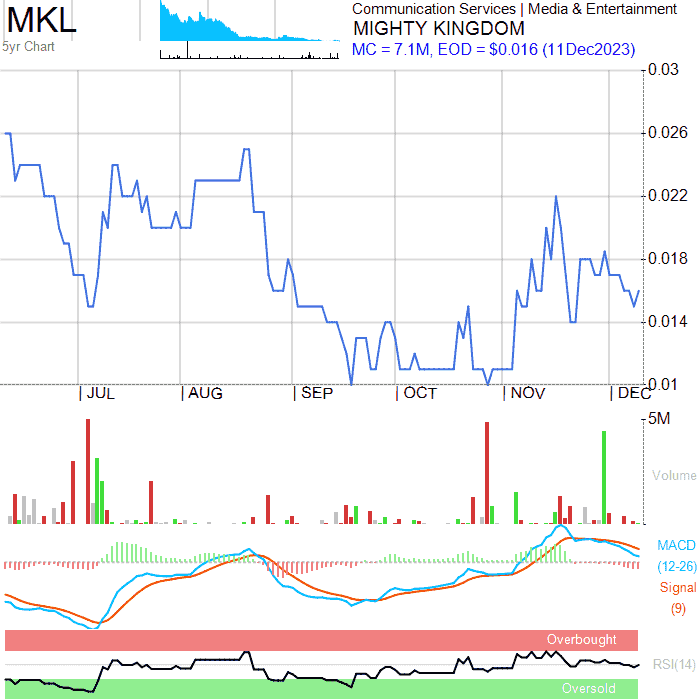 MKL
5yr Chart
Communication Services | Media & Entertainment
MIGHTY KINGDOM
MC = 7.1M, EOD = $0.016 (11Dec2023)
0.03
0.026
0.022
0.018
0.014
0.01
JUL AUG SEP OCT NOV DEC
5M
Volume
MACD
(12-26)
Signal
(9)
Overbought
RSI(14)
Oversold